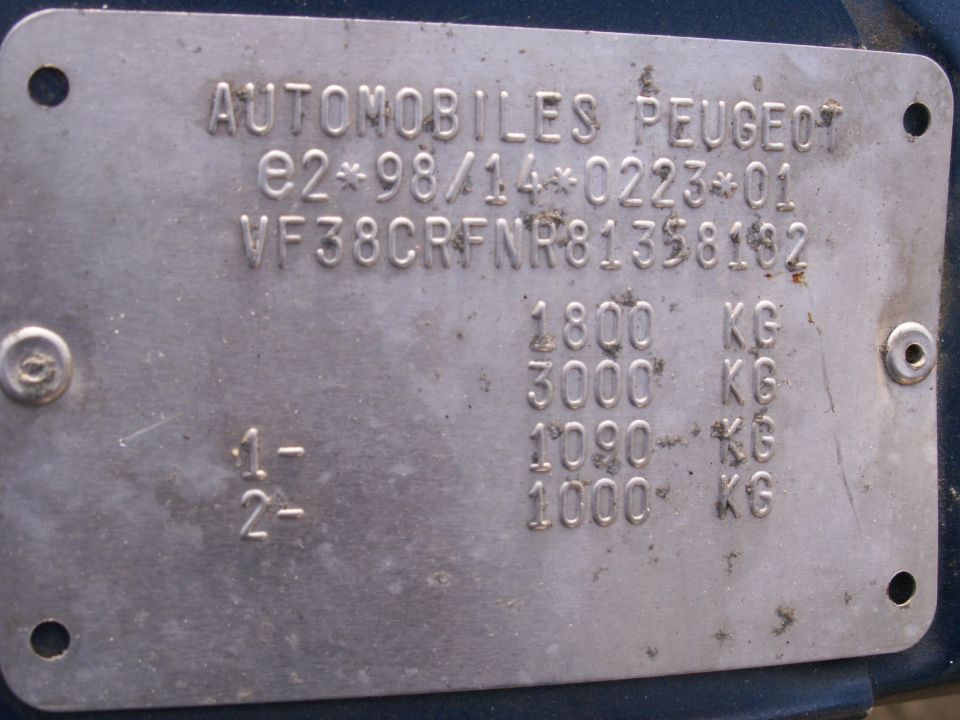 AUTOMOBILES PEUGEOT
e2*98/14*0223*01
VF38CRFNR81358182
1800 KG
3000 KG
1- 1090 KG
2- 1000 KG